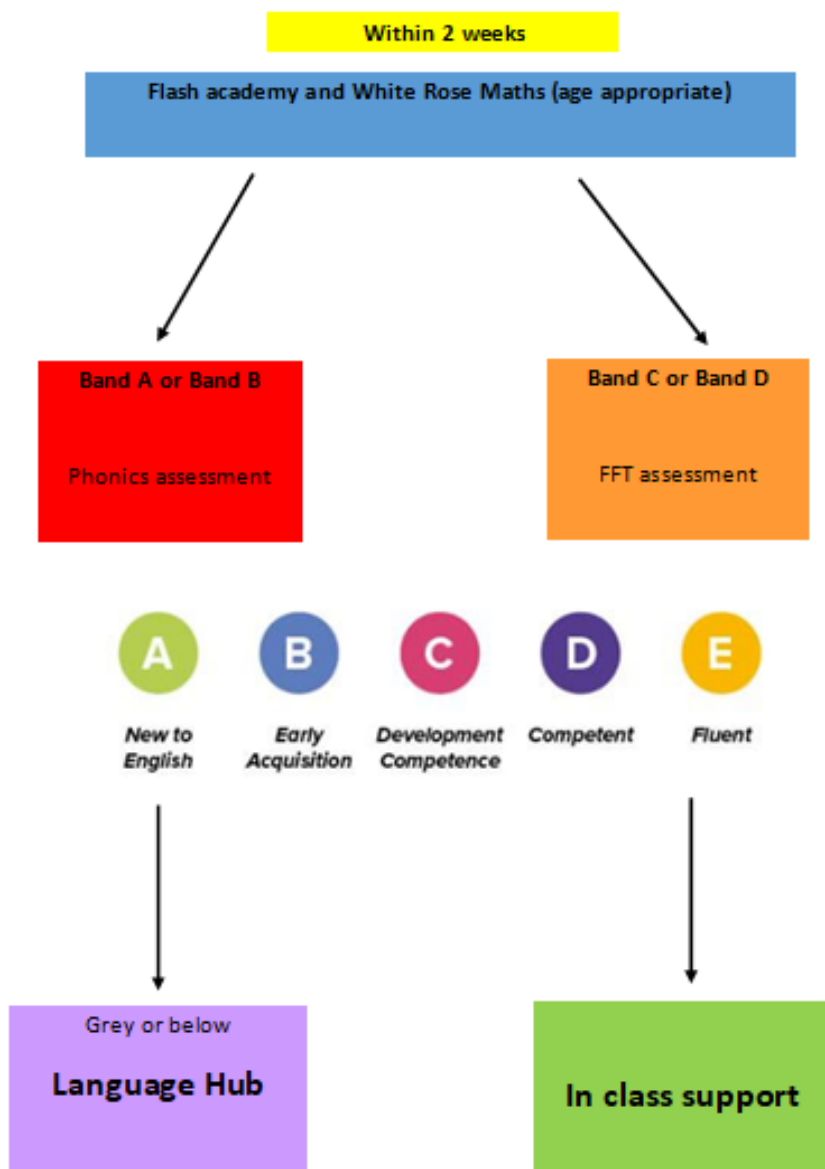 Within 2 weeks
Flash academy and White Rose Maths (age appropriate)
Band A or Band B
Phonics assessment
Band C or Band D
FFT assessment
A
B
C
D
E
New to
English
Early
Acquisition
Development
Competence
Competent
Fluent
Grey or below
Language Hub
In class support